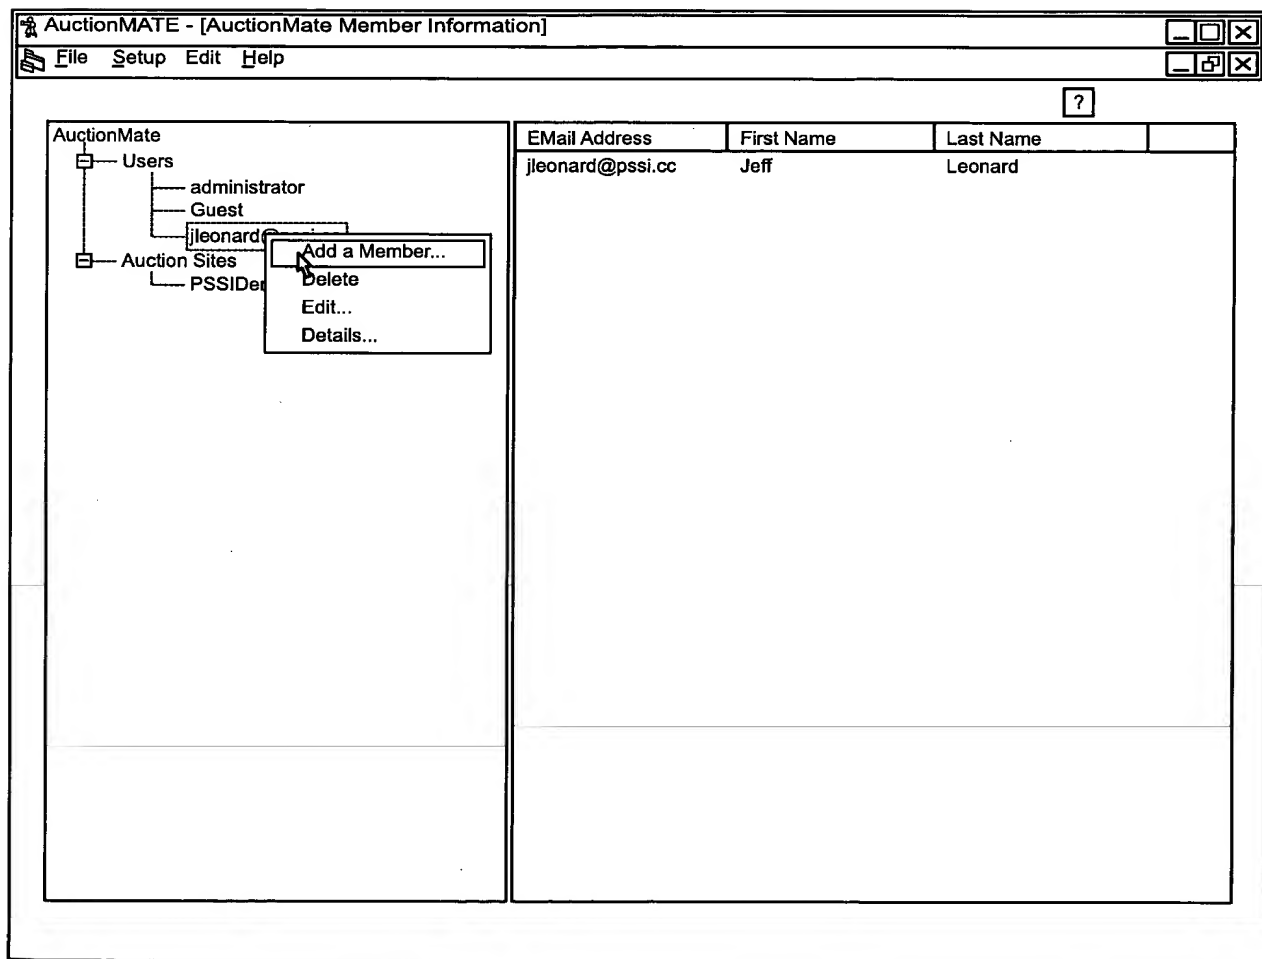 AuctionMATE - [AuctionMate Member Information]
File Setup Edit Help
?
AuctionMate
Users
administrator
Guest
Auction Sites
Add a Member...
Delete
Edit...
Details...
EMail Address First Name Last Name
jleonard@pssi.cc Jeff Leonard